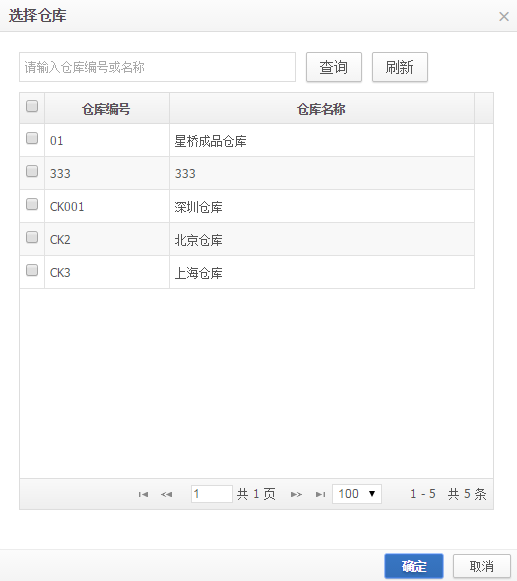 选择仓库
请输入仓库编号或名称 查询 刷新
仓库编号 仓库名称
01 星桥成品仓库
333 333
CK001 深圳仓库
CK2 北京仓库
CK3 上海仓库
1 共 1 页 100 1 - 5 共 5 条
确定 取消